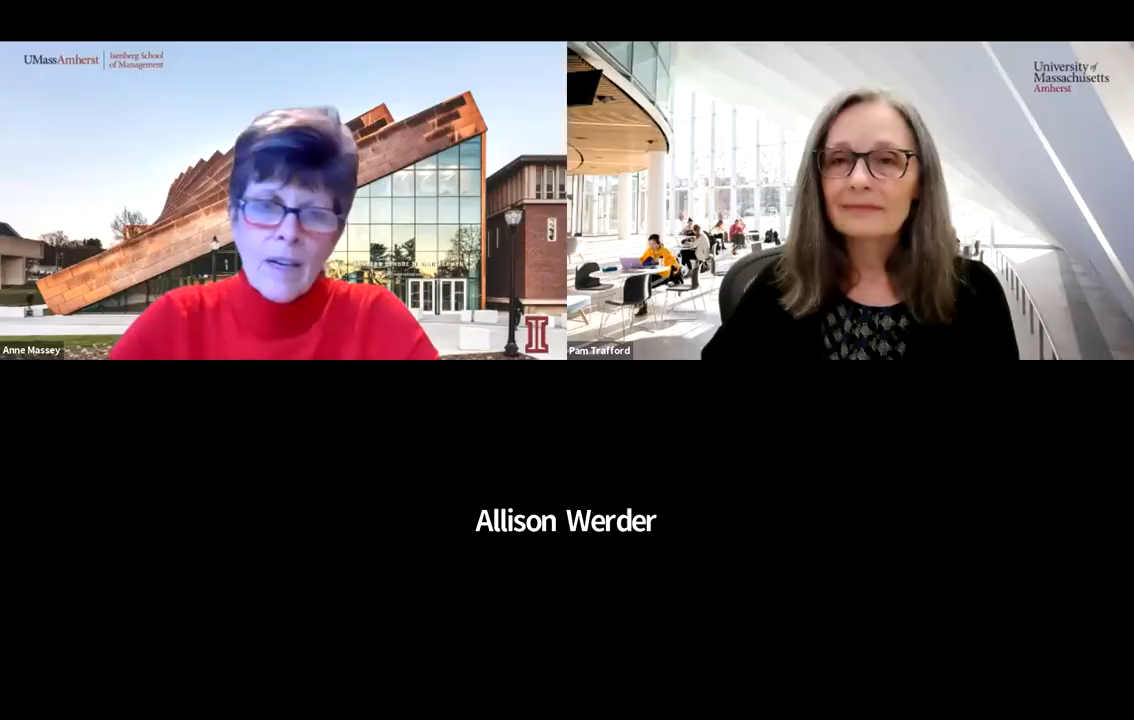 UMassAmherst
Isenberg School
of Management
University of
Massachusetts
Amherst
Anne Massey
Pam Trafford
Allison Werder